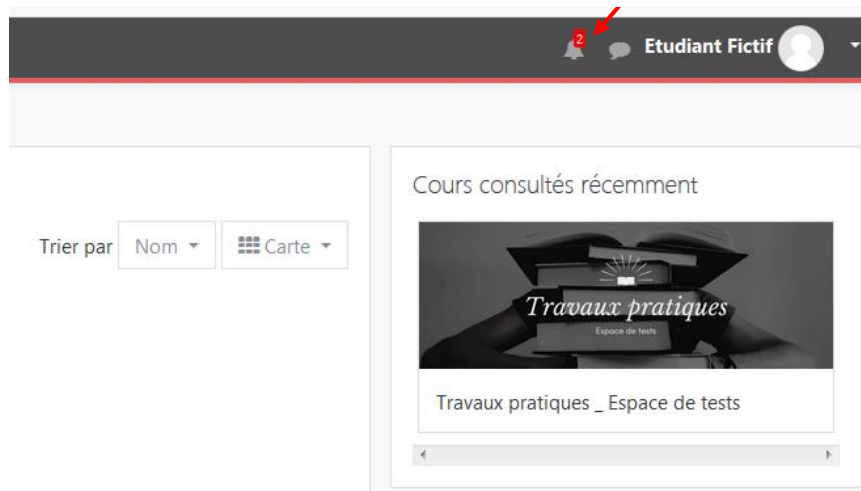 2
Etudiant Fictif
Cours consultés récemment
Trier par Nom Carte
Travaux pratiques
Espace de tests
Travaux pratiques _ Espace de tests